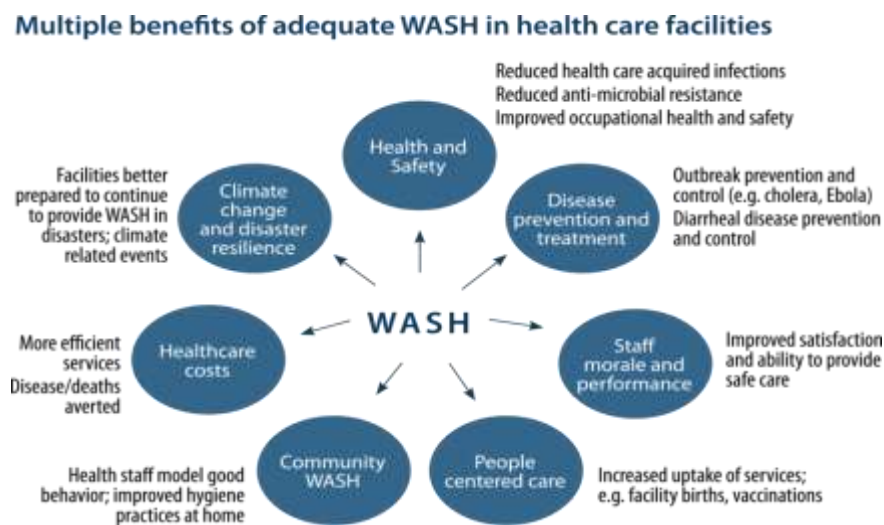 Multiple benefits of adequate WASH in health care facilities
Health and
Safety
Reduced health care acquired infections
Reduced anti-microbial resistance
Improved occupational health and safety
Disease
prevention and
treatment
Outbreak prevention and
control (e.g. cholera, Ebola)
Diarrheal disease prevention
and control
Staff
morale and
performance
Improved satisfaction
and ability to provide
safe care
People
centered care
Increased uptake of services;
e.g. facility births, vaccinations
Community
WASH
Health staff model good
behavior; improved hygiene
practices at home
Healthcare
costs
More efficient
services
Disease/deaths
averted
Climate
change
and disaster
resilience
Facilities better
prepared to continue
to provide WASH in
disasters; climate
related events
WASH